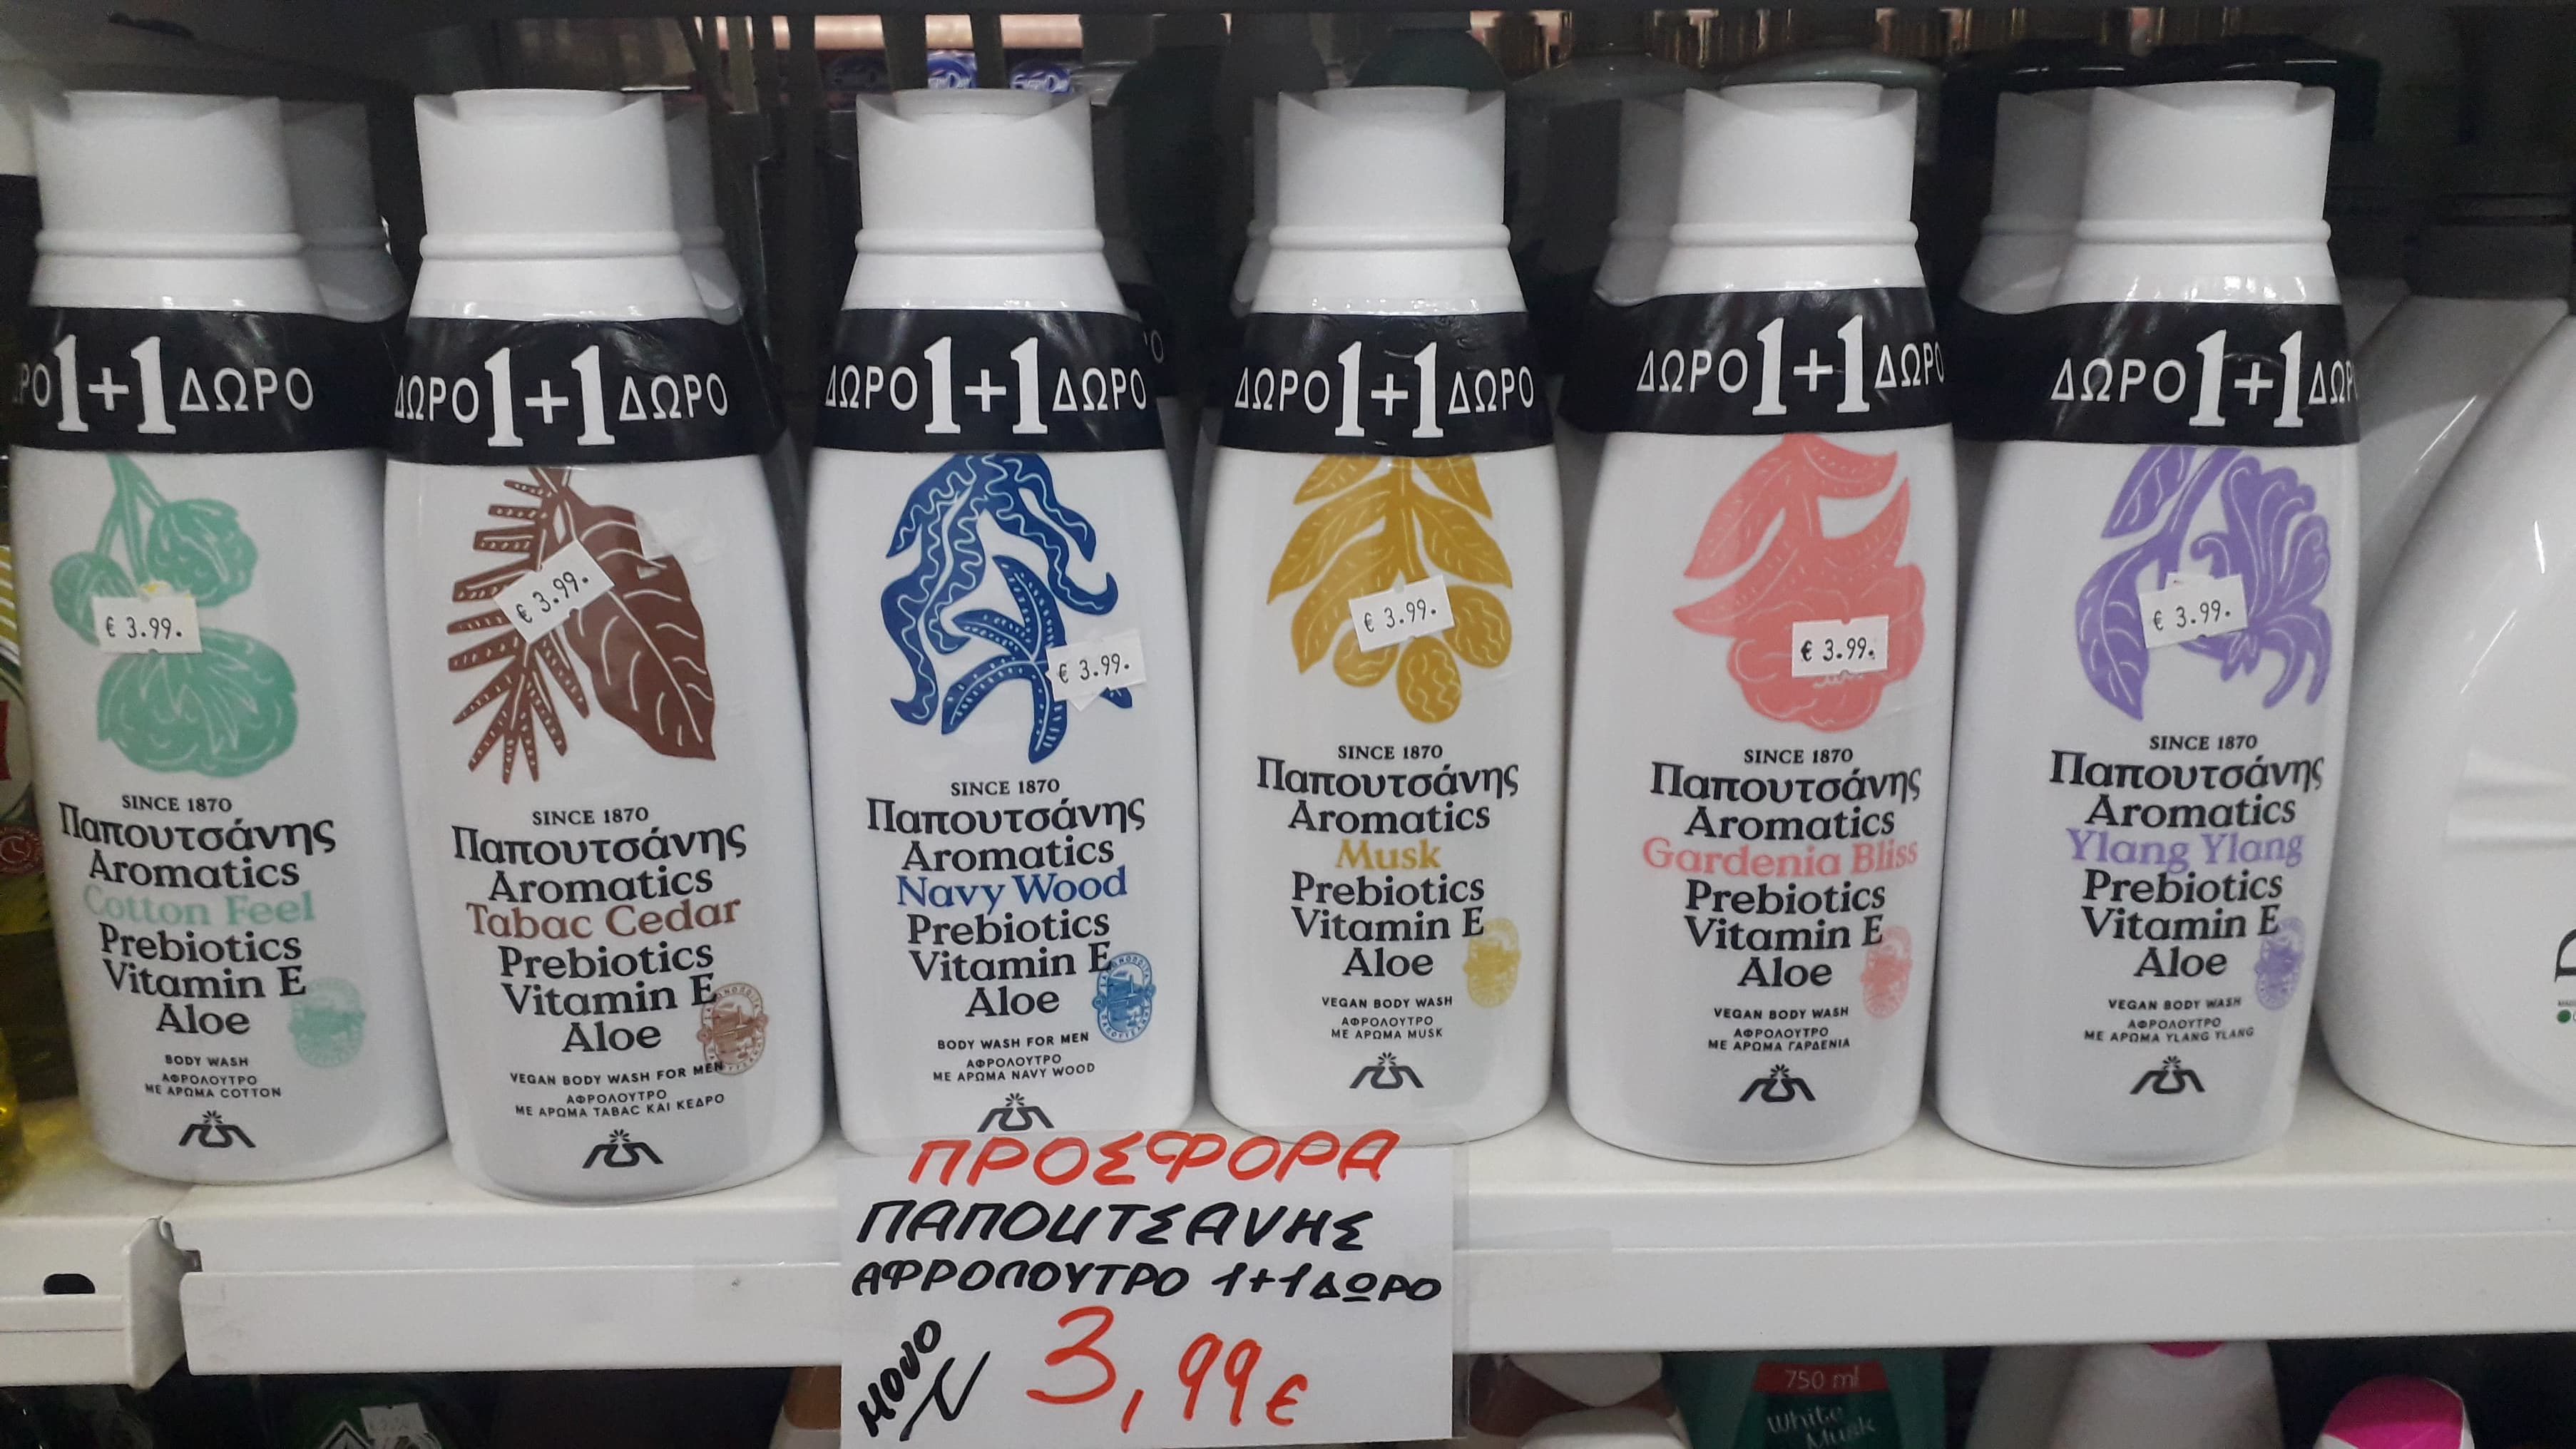 ΡΟ 1+1 ΔΩΡΟ
€ 3.99.
SINCE 1870
Παπουτσάνης
Aromatics
Cotton Feel
Prebiotics
Vitamin E
Aloe
BODY WASH
ΑΦΡΟΛΟΥΤΡΟ
ΜΕ ΑΡΩΜΑ COTTON
ΔΩΡΟ 1+1 ΔΩΡΟ
€ 3.99.
SINCE 1870
Παπουτσάνης
Aromatics
Tabac Cedar
Prebiotics
Vitamin E
Aloe
VEGAN BODY WASH FOR MEN
ΑΦΡΟΛΟΥΤΡΟ
ΜΕ ΑΡΩΜΑ TABAC ΚΑΙ ΚΕΔΡΟ
ΔΩΡΟ 1+1 ΔΩΡΟ
€ 3.99.
SINCE 1870
Παπουτσάνης
Aromatics
Navy Wood
Prebiotics
Vitamin E
Aloe
BODY WASH FOR MEN
ΑΦΡΟΛΟΥΤΡΟ
ΜΕ ΑΡΩΜΑ NAVY WOOD
ΔΩΡΟ 1+1 ΔΩΡΟ
€ 3.99.
SINCE 1870
Παπουτσάνης
Aromatics
Musk
Prebiotics
Vitamin E
Aloe
VEGAN BODY WASH
ΑΦΡΟΛΟΥΤΡΟ
ΜΕ ΑΡΩΜΑ MUSK
ΔΩΡΟ 1+1 ΔΩΡΟ
€ 3.99.
SINCE 1870
Παπουτσάνης
Aromatics
Gardenia Bliss
Prebiotics
Vitamin E
Aloe
VEGAN BODY WASH
ΑΦΡΟΛΟΥΤΡΟ
ΜΕ ΑΡΩΜΑ ΓΑΡΔΕΝΙΑ
ΔΩΡΟ 1+1 ΔΩΡ
€ 3.99.
SINCE 1870
Παπουτσάνης
Aromatics
Ylang Ylang
Prebiotics
Vitamin E
Aloe
VEGAN BODY WASH
ΑΦΡΟΛΟΥΤΡΟ
ΜΕ ΑΡΩΜΑ YLANG YLANG
ΠΡΟΣΦΟΡΑ
ΠΑΠΟΥΤΣΑΝΗΣ
ΑΦΡΟΛΟΥΤΡΟ 1+1 ΔΩΡΟ
ΜΟΝΟ 3,99€
750 ml
White
Musk